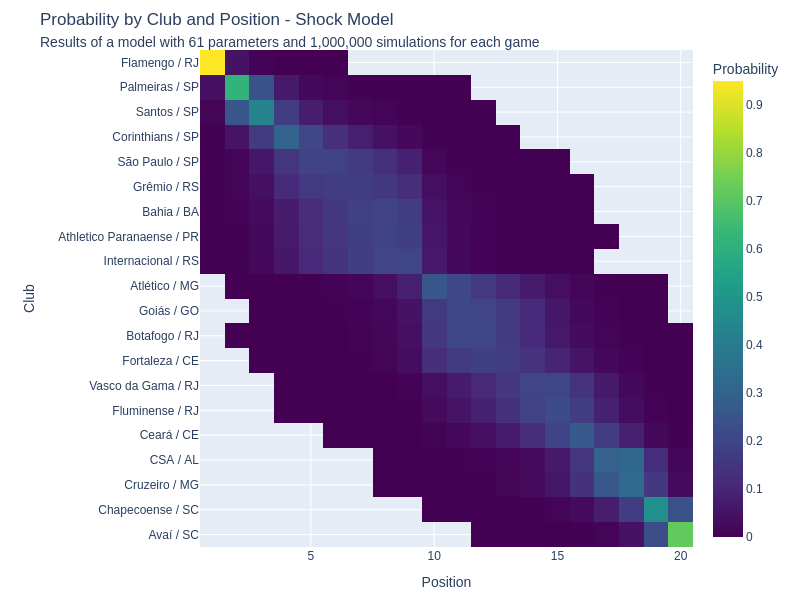 Probability by Club and Position - Shock Model
Results of a model with 61 parameters and 1,000,000 simulations for each game
Probability
Club
Flamengo / RJ
Palmeiras / SP
Santos / SP
Corinthians / SP
São Paulo / SP
Grêmio / RS
Bahia / BA
Athletico Paranaense / PR
Internacional / RS
Atlético / MG
Goiás / GO
Botafogo / RJ
Fortaleza / CE
Vasco da Gama / RJ
Fluminense / RJ
Ceará / CE
CSA / AL
Cruzeiro / MG
Chapecoense / SC
Avaí / SC
0.9
0.8
0.7
0.6
0.5
0.4
0.3
0.2
0.1
0
5
10
15
20
Position